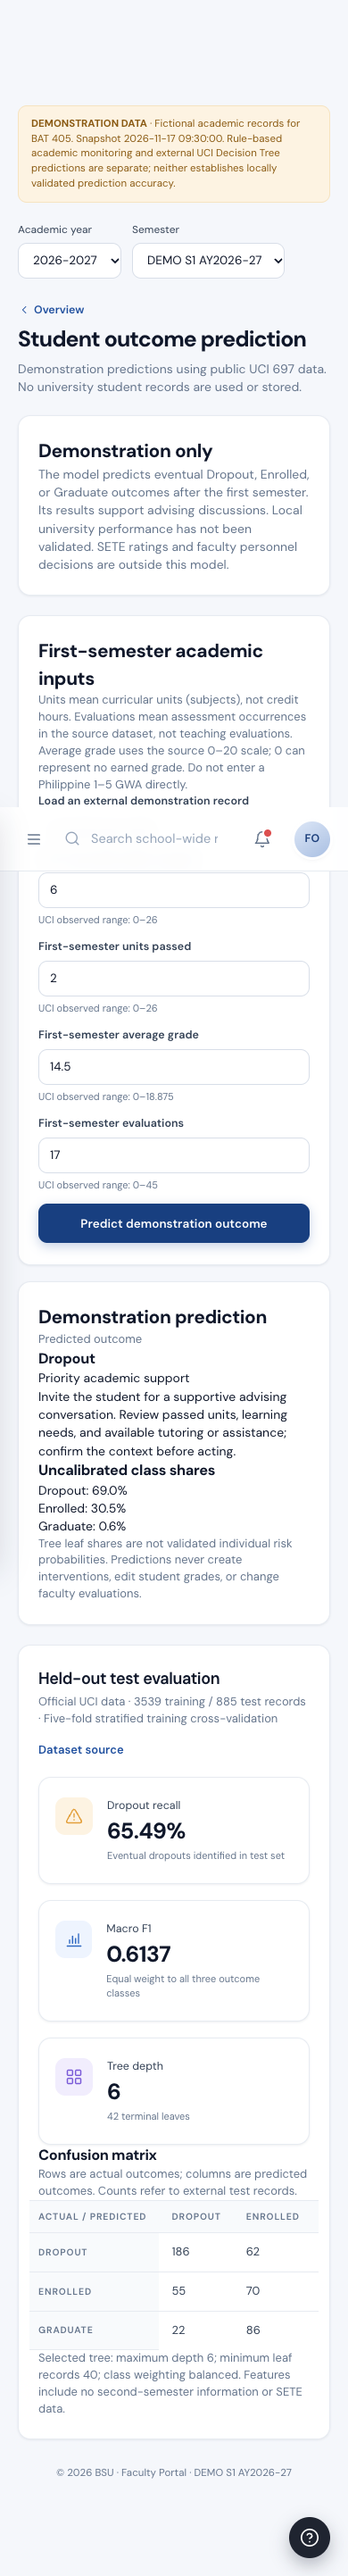 DEMONSTRATION DATA · Fictional academic records for
BAT 405. Snapshot 2026-11-17 09:30:00. Rule-based
academic monitoring and external UCI Decision Tree
predictions are separate; neither establishes locally
validated prediction accuracy.
Academic year
Semester
2026-2027
DEMO S1 AY2026-27
Overview
Student outcome prediction
Demonstration predictions using public UCI 697 data.
No university student records are used or stored.
Demonstration only
The model predicts eventual Dropout, Enrolled,
or Graduate outcomes after the first semester.
Its results support advising discussions. Local
university performance has not been
validated. SETE ratings and faculty personnel
decisions are outside this model.
First-semester academic
inputs
Units mean curricular units (subjects), not credit
hours. Evaluations mean assessment occurrences
in the source dataset, not teaching evaluations.
Average grade uses the source 0–20 scale; 0 can
represent no earned grade. Do not enter a
Philippine 1–5 GWA directly.
Load an external demonstration record
Search school-wide r
FO
6
UCI observed range: 0–26
First-semester units passed
2
UCI observed range: 0–26
First-semester average grade
14.5
UCI observed range: 0–18.875
First-semester evaluations
17
UCI observed range: 0–45
Predict demonstration outcome
Demonstration prediction
Predicted outcome
Dropout
Priority academic support
Invite the student for a supportive advising
conversation. Review passed units, learning
needs, and available tutoring or assistance;
confirm the context before acting.
Uncalibrated class shares
Dropout: 69.0%
Enrolled: 30.5%
Graduate: 0.6%
Tree leaf shares are not validated individual risk
probabilities. Predictions never create
interventions, edit student grades, or change
faculty evaluations.
Held-out test evaluation
Official UCI data · 3539 training / 885 test records
· Five-fold stratified training cross-validation
Dataset source
Dropout recall
65.49%
Eventual dropouts identified in test set
Macro F1
0.6137
Equal weight to all three outcome
classes
Tree depth
6
42 terminal leaves
Confusion matrix
Rows are actual outcomes; columns are predicted
outcomes. Counts refer to external test records.
ACTUAL / PREDICTED DROPOUT ENROLLED
DROPOUT 186 62
ENROLLED 55 70
GRADUATE 22 86
Selected tree: maximum depth 6; minimum leaf
records 40; class weighting balanced. Features
include no second-semester information or SETE
data.
© 2026 BSU · Faculty Portal · DEMO S1 AY2026-27